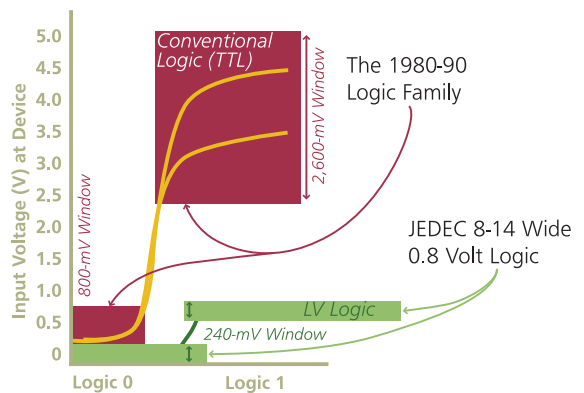 Input Voltage (V) at Device
5.0
4.5
4.0
3.5
3.0
2.5
2.0
1.5
1.0
0.5
0
Conventional
Logic (TTL)
2,600-mV Window
The 1980-90
Logic Family
800-mV Window
JEDEC 8-14 Wide
0.8 Volt Logic
LV Logic
240-mV Window
Logic 0
Logic 1